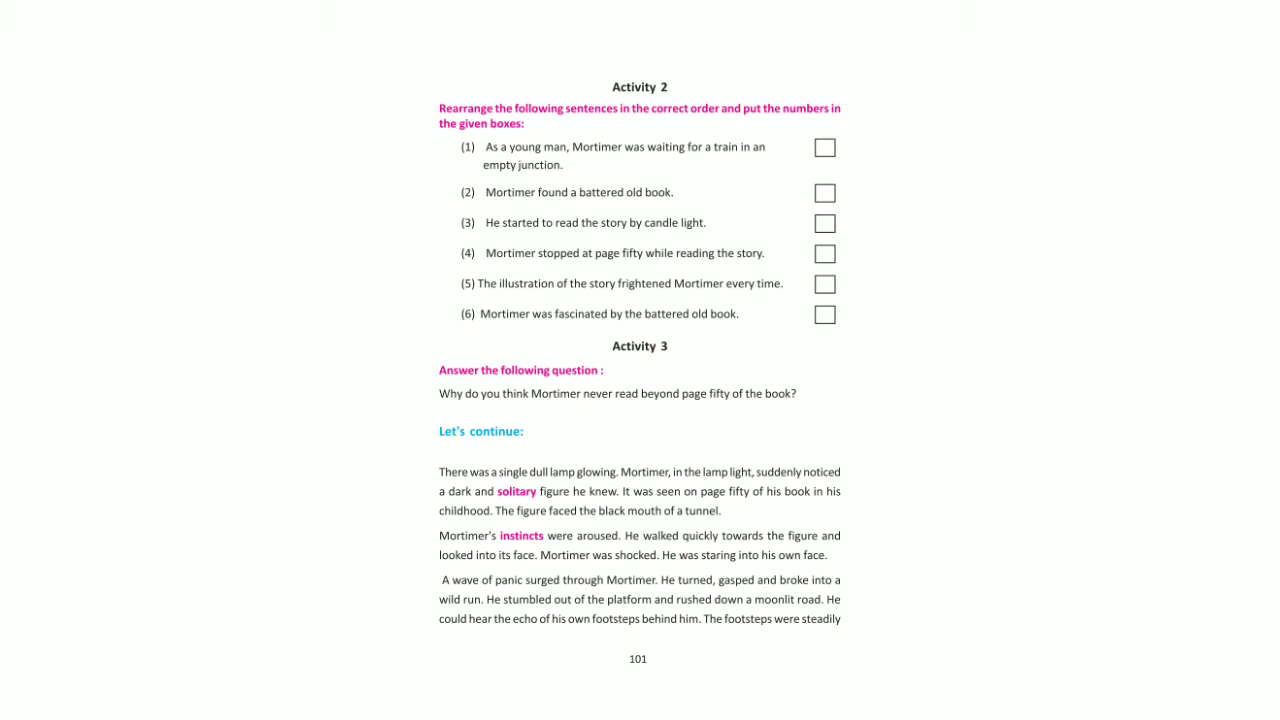 Activity 2
Rearrange the following sentences in the correct order and put the numbers in
the given boxes:
(1) As a young man, Mortimer was waiting for a train in an
empty junction.
(2) Mortimer found a battered old book.
(3) He started to read the story by candle light.
(4) Mortimer stopped at page fifty while reading the story.
(5) The illustration of the story frightened Mortimer every time.
(6) Mortimer was fascinated by the battered old book.
Activity 3
Answer the following question :
Why do you think Mortimer never read beyond page fifty of the book?
Let's continue:
There was a single dull lamp glowing. Mortimer, in the lamp light, suddenly noticed
a dark and solitary figure he knew. It was seen on page fifty of his book in his
childhood. The figure faced the black mouth of a tunnel.
Mortimer's instincts were aroused. He walked quickly towards the figure and
looked into its face. Mortimer was shocked. He was staring into his own face.
A wave of panic surged through Mortimer. He turned, gasped and broke into a
wild run. He stumbled out of the platform and rushed down a moonlit road. He
could hear the echo of his own footsteps behind him. The footsteps were steadily
101